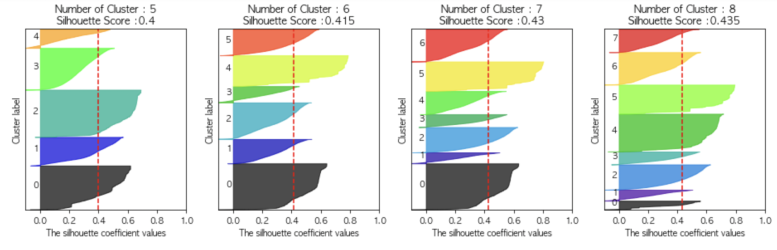 Number of Cluster : 5
Silhouette Score :0.4
4
3
2
1
0
Cluster label
0.0 0.2 0.4 0.6 0.8 1.0
The silhouette coefficient values
Number of Cluster : 6
Silhouette Score :0.415
5
4
3
2
1
0
Cluster label
0.0 0.2 0.4 0.6 0.8 1.0
The silhouette coefficient values
Number of Cluster : 7
Silhouette Score :0.43
6
5
4
3
2
1
0
Cluster label
0.0 0.2 0.4 0.6 0.8 1.0
The silhouette coefficient values
Number of Cluster : 8
Silhouette Score :0.435
7
6
5
4
3
2
1
0
Cluster label
0.0 0.2 0.4 0.6 0.8 1.0
The silhouette coefficient values